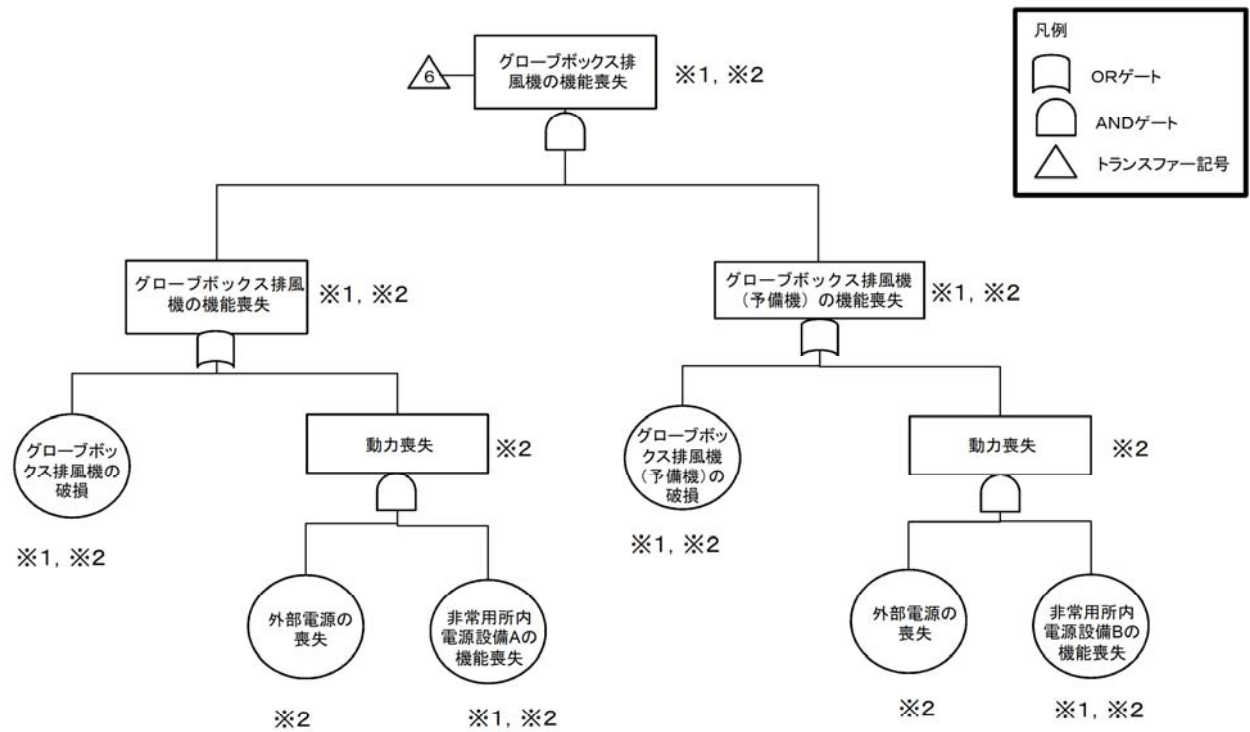 凡例
ORゲート
ANDゲート
トランスファー記号
6
グローブボックス排
風機の機能喪失
※1, ※2
グローブボックス排風
機の機能喪失
※1, ※2
グローブボックス排風機
(予備機)の機能喪失
※1, ※2
グローブボッ
クス排風機の
破損
※1, ※2
動力喪失
※2
グローブボッ
クス排風機
(予備機)の
破損
※1, ※2
動力喪失
※2
外部電源の
喪失
※2
非常用所内
電源設備Aの
機能喪失
※1, ※2
外部電源の
喪失
※2
非常用所内
電源設備Bの
機能喪失
※1, ※2